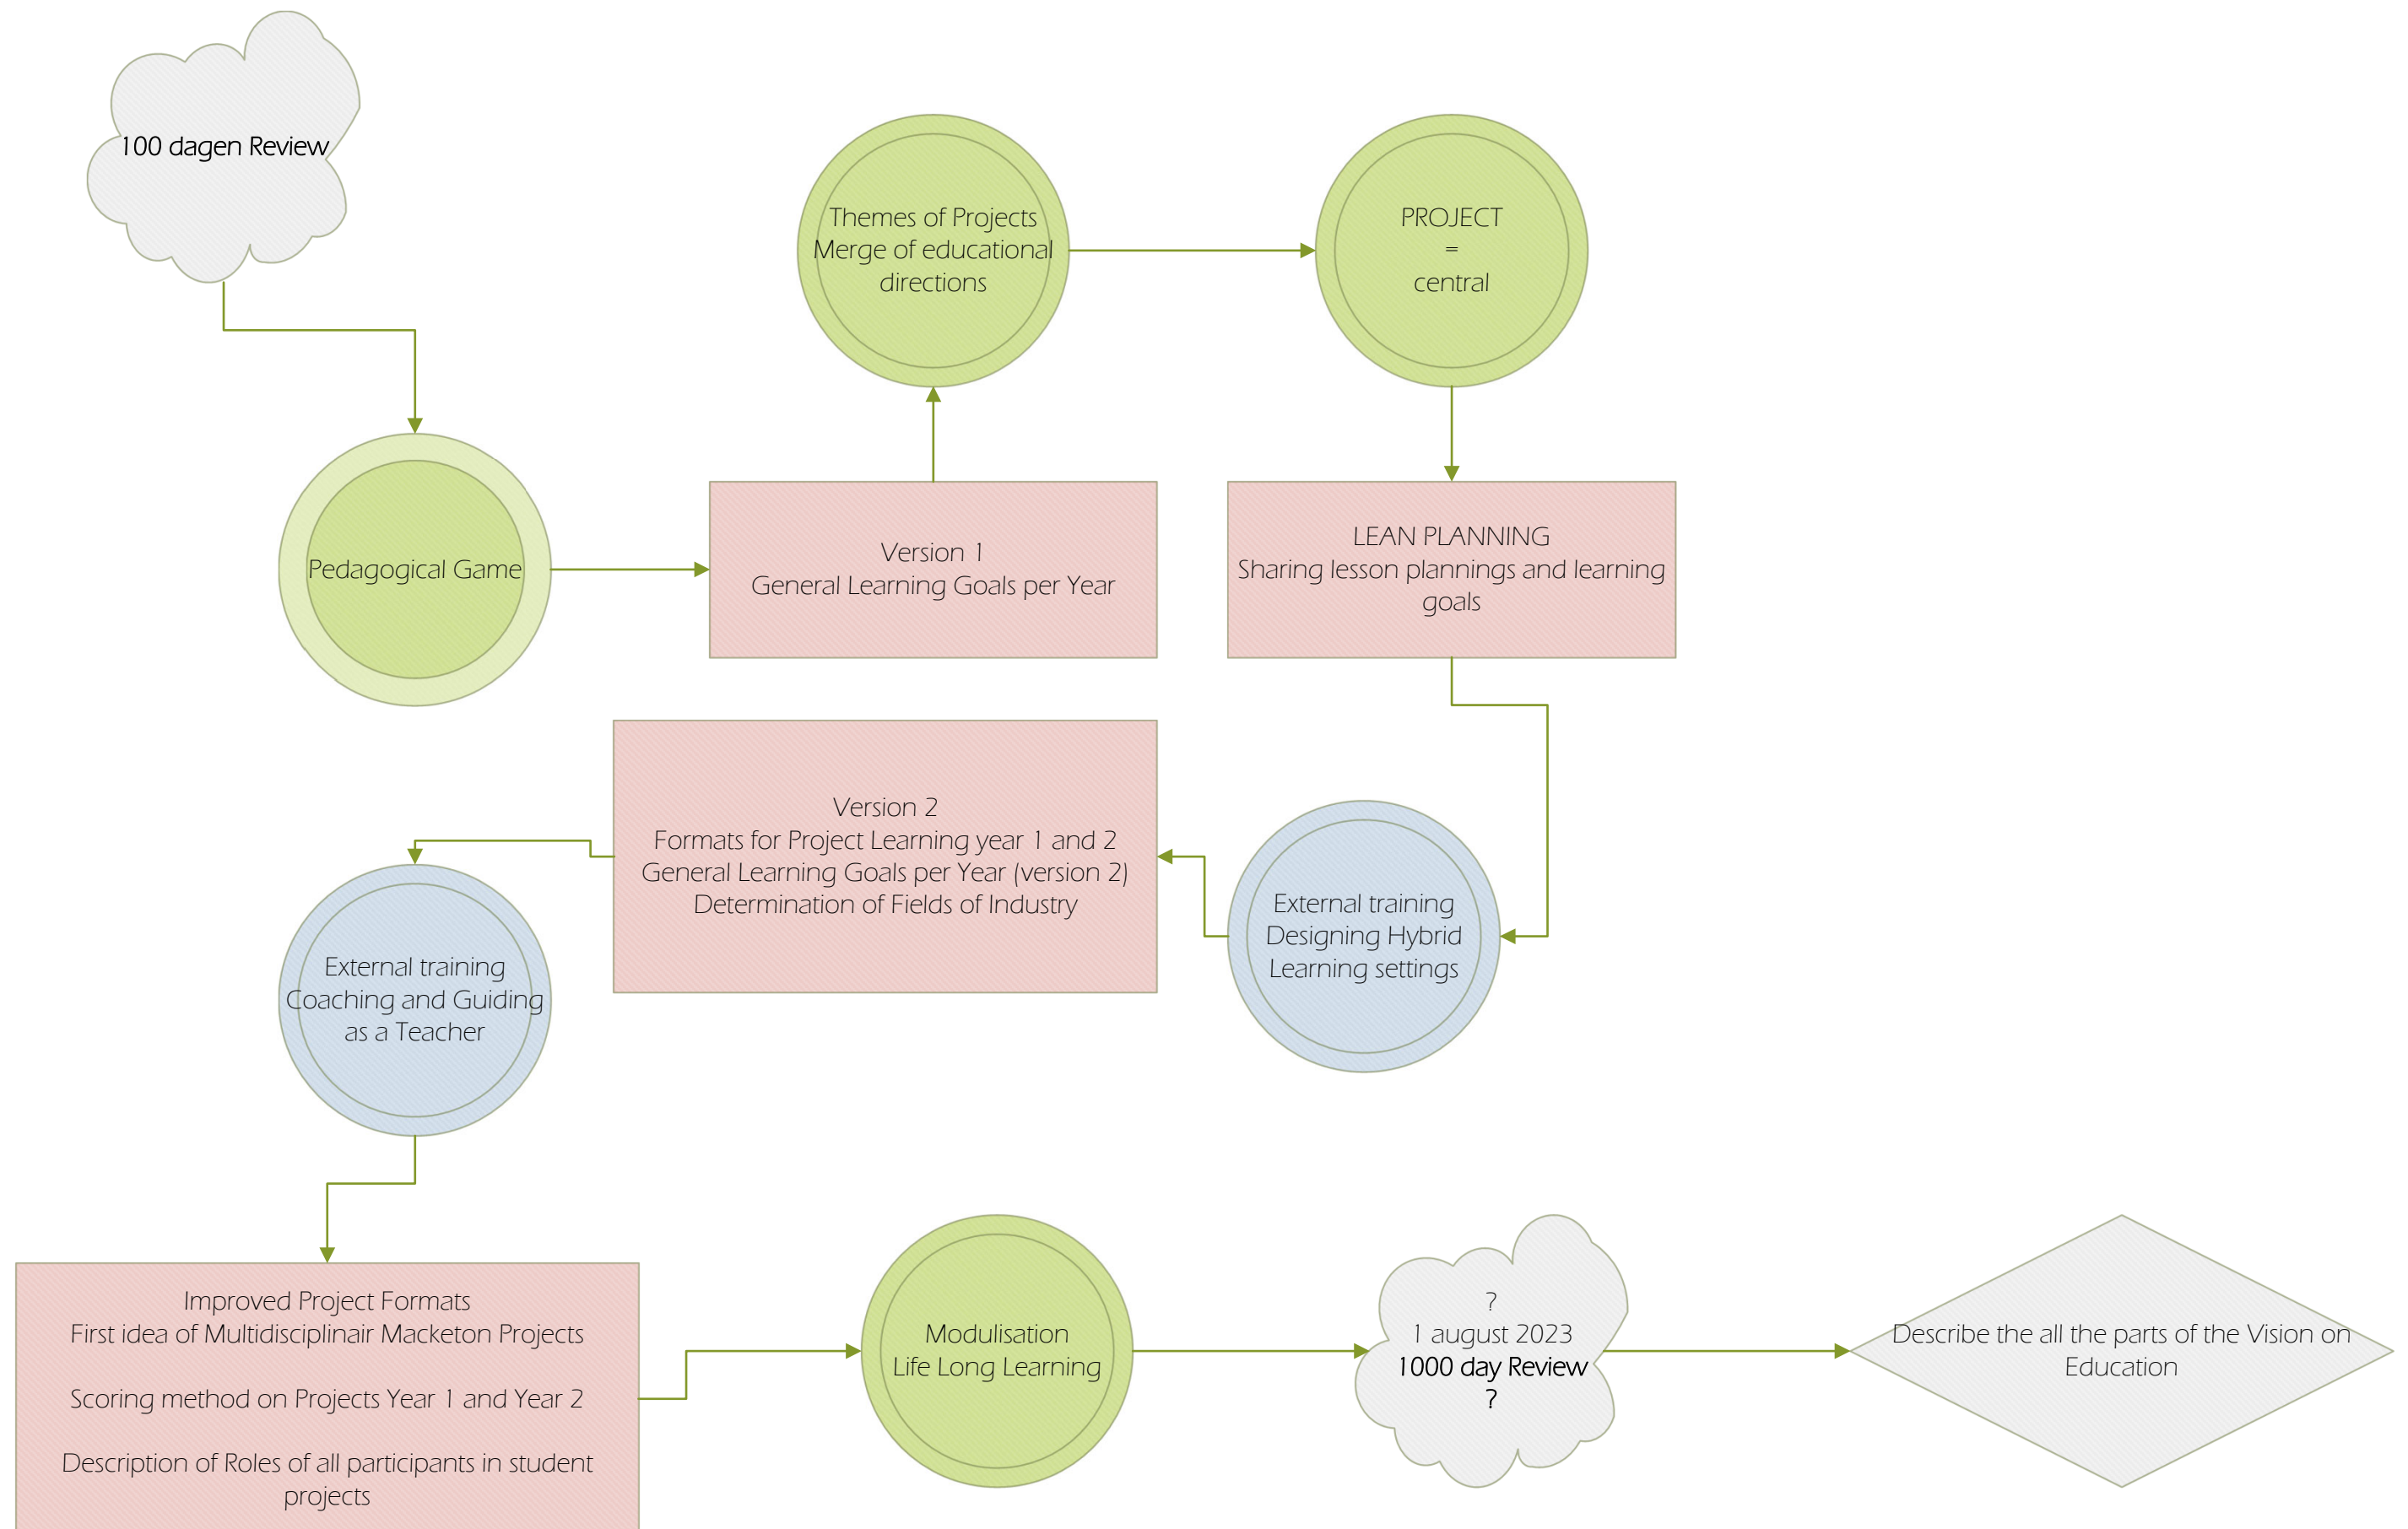 100 dagen Review
Themes of Projects
Merge of educational
directions
PROJECT
=
central
Pedagogical Game
Version 1
General Learning Goals per Year
LEAN PLANNING
Sharing lesson plannings and learning
goals
External training
Designing Hybrid
Learning settings
Version 2
Formats for Project Learning year 1 and 2
General Learning Goals per Year (version 2)
Determination of Fields of Industry
External training
Coaching and Guiding
as a Teacher
Improved Project Formats
First idea of Multidisciplinair Macketon Projects
Scoring method on Projects Year 1 and Year 2
Description of Roles of all participants in student
projects
Modulisation
Life Long Learning
?
1 august 2023
1000 day Review
?
Describe the all the parts of the Vision on
Education